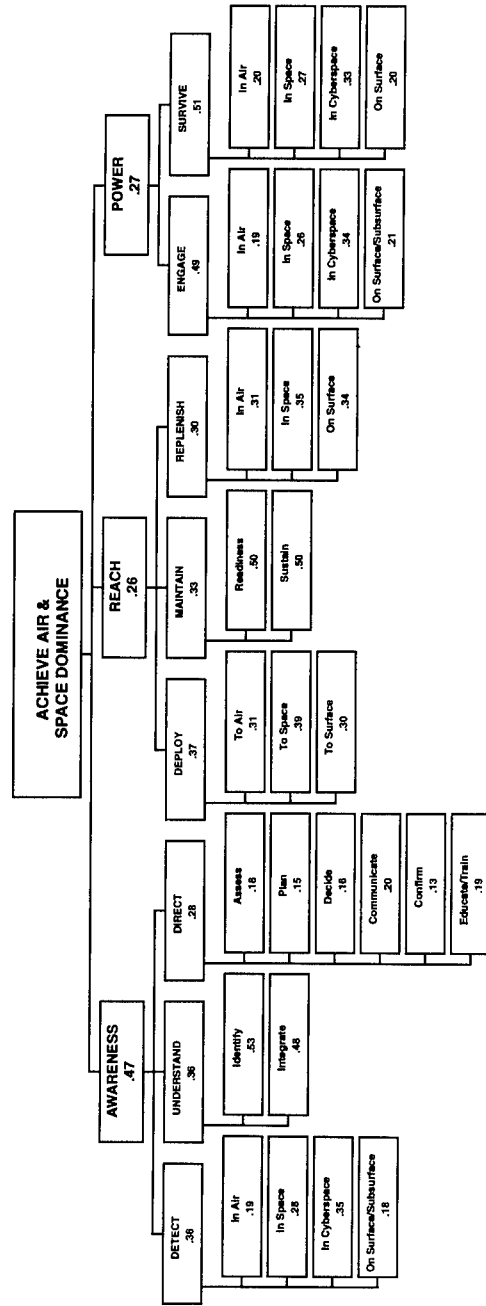 ACHIEVE AIR &
SPACE DOMINANCE
AWARENESS
.47
REACH
.26
POWER
.27
DETECT
.36
UNDERSTAND
.36
DIRECT
.28
DEPLOY
.37
MAINTAIN
.33
REPLENISH
.30
ENGAGE
.49
SURVIVE
.51
In Air
.19
In Space
.28
In Cyberspace
.35
On Surface/Subsurface
.18
Identify
.53
Integrate
.48
Assess
.18
Plan
.15
Decide
.16
Communicate
.20
Confirm
.13
Educate/Train
.19
To Air
.31
To Space
.39
To Surface
.30
Readiness
.50
Sustain
.50
In Air
.31
In Space
.35
On Surface
.34
In Air
.19
In Space
.26
In Cyberspace
.34
On Surface/Subsurface
.21
In Air
.20
In Space
.27
In Cyberspace
.33
On Surface
.20